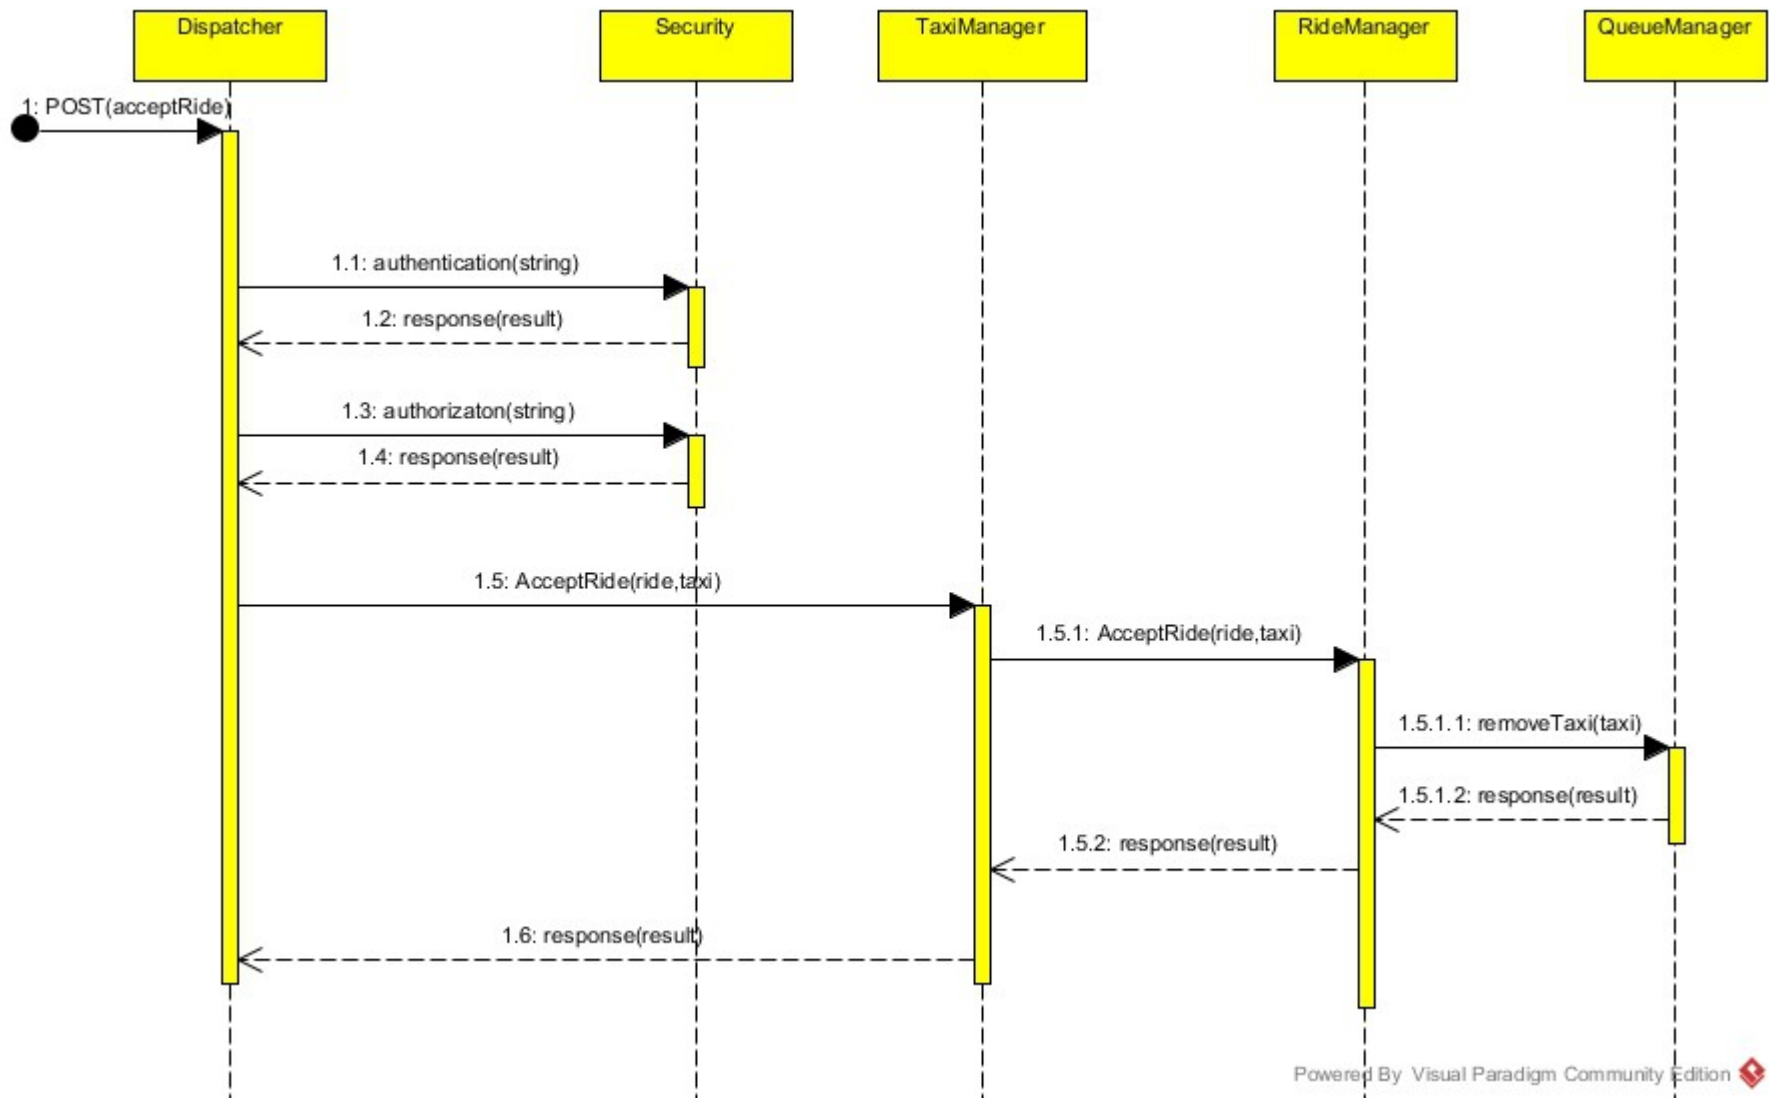 Dispatcher
Security
TaxiManager
RideManager
QueueManager
1: POST(acceptRide)
1.1: authentication(string)
1.2: response(result)
1.3: authorizaton(string)
1.4: response(result)
1.5: AcceptRide(ride,taxi)
1.5.1: AcceptRide(ride,taxi)
1.5.1.1: removeTaxi(taxi)
1.5.1.2: response(result)
1.5.2: response(result)
1.6: response(result)
Powered By Visual Paradigm Community Edition